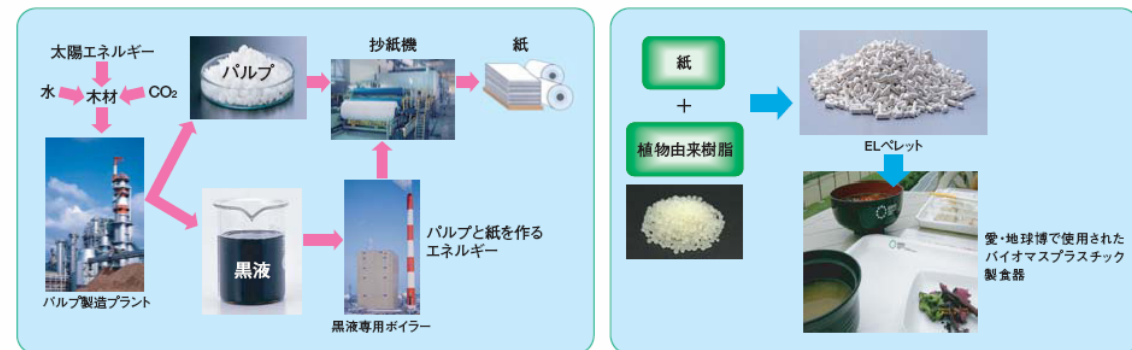 太陽エネルギー
水
木材
CO₂
パルプ製造プラント
パルプ
黒液
抄紙機
紙
パルプと紙を作る
エネルギー
黒液専用ボイラー
紙
+
植物由来樹脂
ELペレット
愛・地球博で使用された
バイオマスプラスチック
製食器